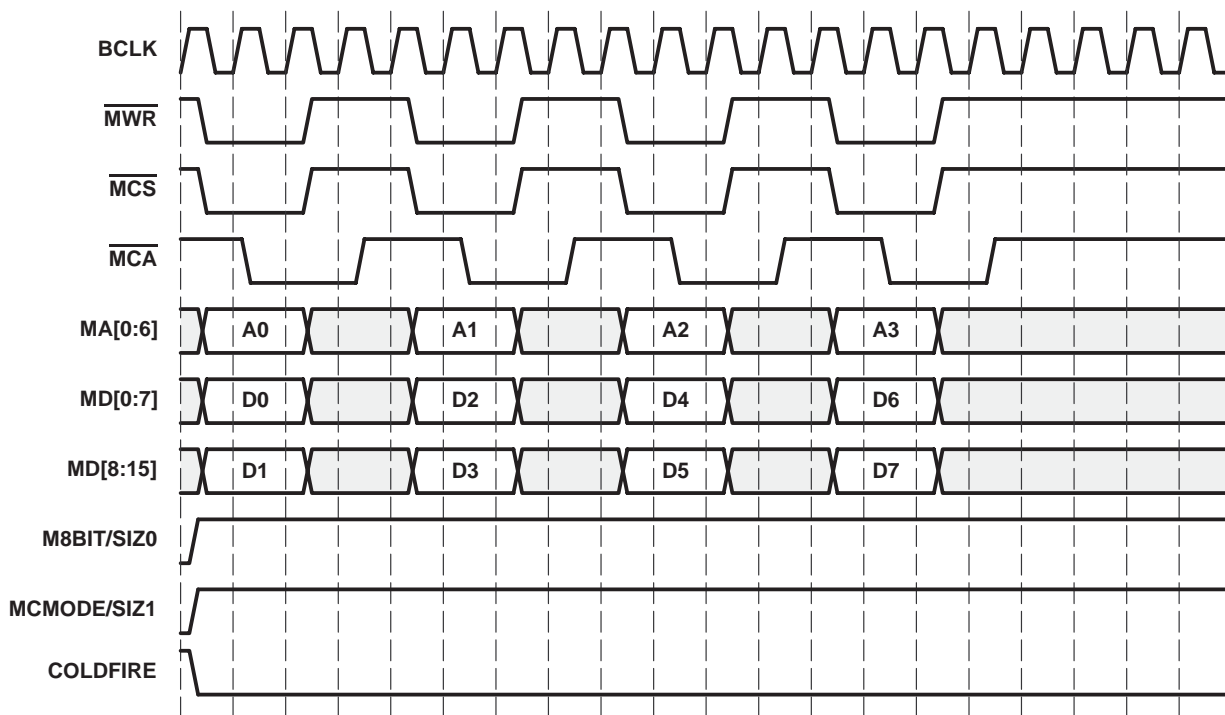 BCLK
MWR
MCS
MCA
MA[0:6] A0 A1 A2 A3
MD[0:7] D0 D2 D4 D6
MD[8:15] D1 D3 D5 D7
M8BIT/SIZ0
MCMODE/SIZ1
COLDFIRE